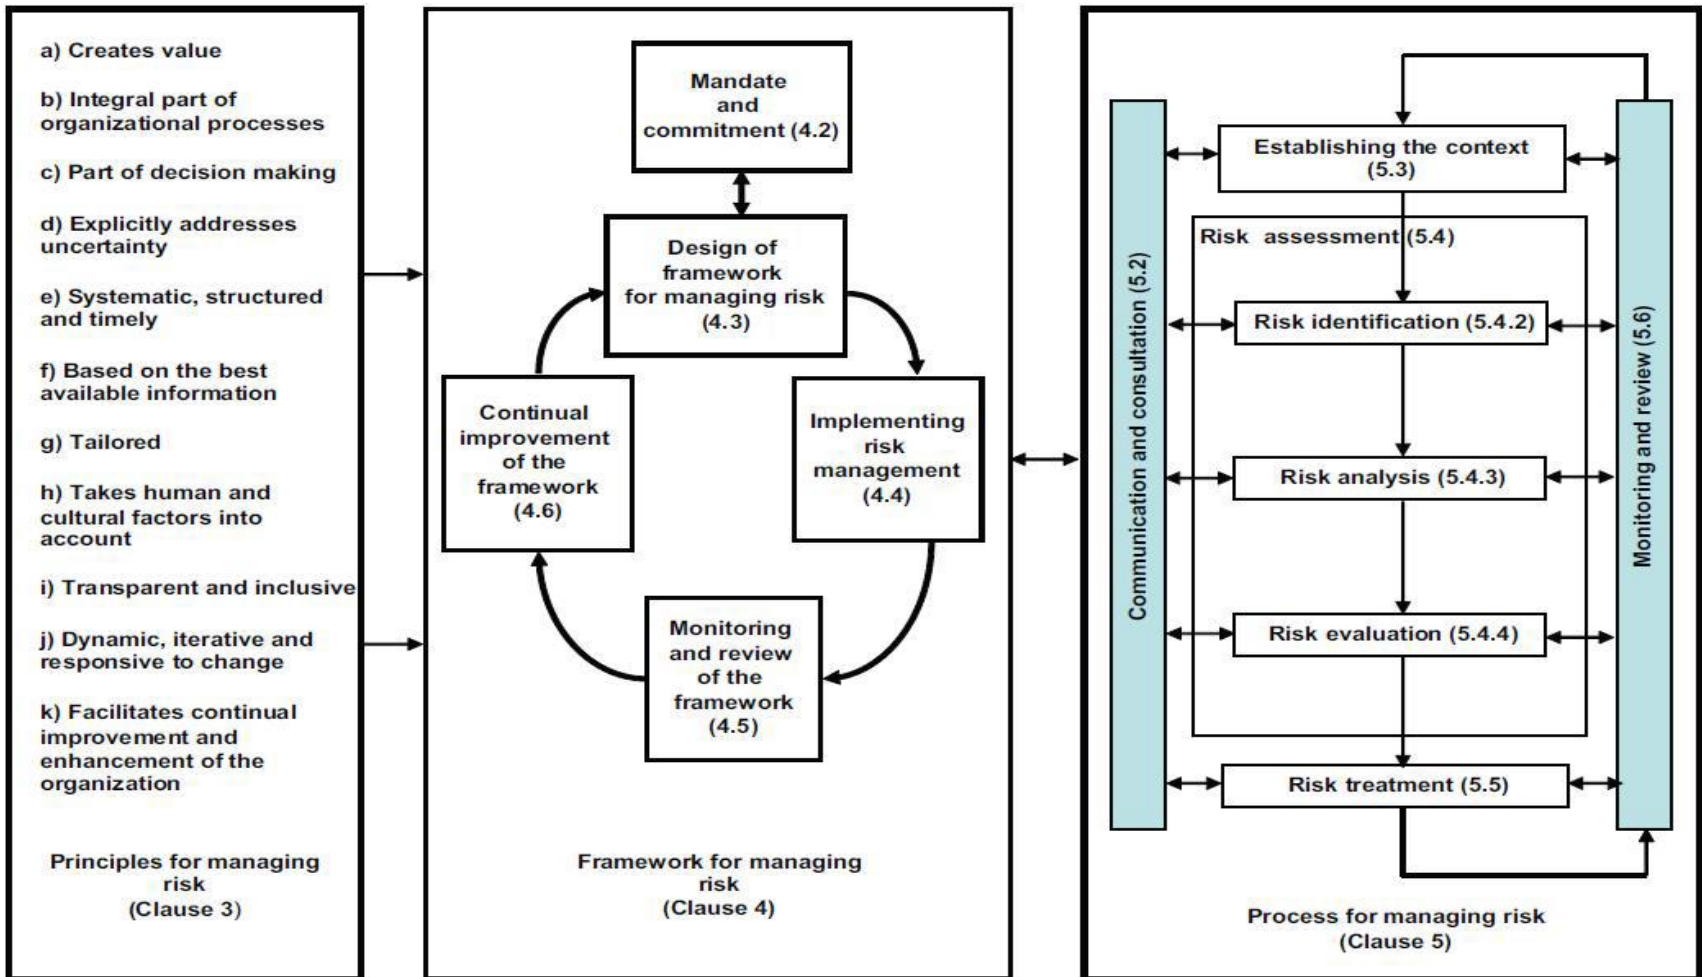 a) Creates value
b) Integral part of
organizational processes
c) Part of decision making
d) Explicitly addresses
uncertainty
e) Systematic, structured
and timely
f) Based on the best
available information
g) Tailored
h) Takes human and
cultural factors into
account
i) Transparent and inclusive
j) Dynamic, iterative and
responsive to change
k) Facilitates continual
improvement and
enhancement of the
organization
Principles for managing
risk
(Clause 3)
Mandate
and
commitment (4.2)
Design of
framework
for managing risk
(4.3)
Continual
improvement
of the
framework
(4.6)
Implementing
risk
management
(4.4)
Monitoring
and review
of the
framework
(4.5)
Framework for managing
risk
(Clause 4)
Communication and consultation (5.2)
Establishing the context
(5.3)
Risk assessment (5.4)
Risk identification (5.4.2)
Risk analysis (5.4.3)
Risk evaluation (5.4.4)
Risk treatment (5.5)
Monitoring and review (5.6)
Process for managing risk
(Clause 5)